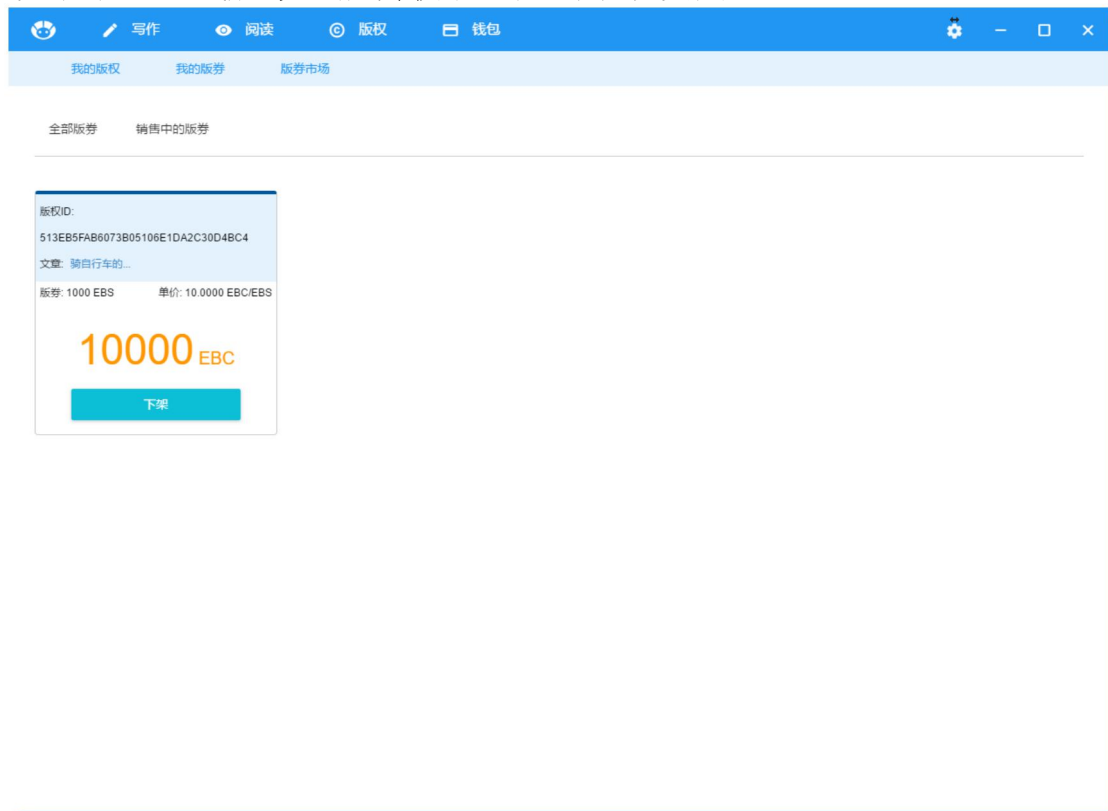 写作 阅读 © 版权 钱包
我的版权 我的版券 版券市场
全部版券 销售中的版券
版权ID:
513EB5FAB6073B05106E1DA2C30D4BC4
文章: 骑自行车的...
版券: 1000 EBS 单价: 10.0000 EBC/EBS
10000 EBC
下架